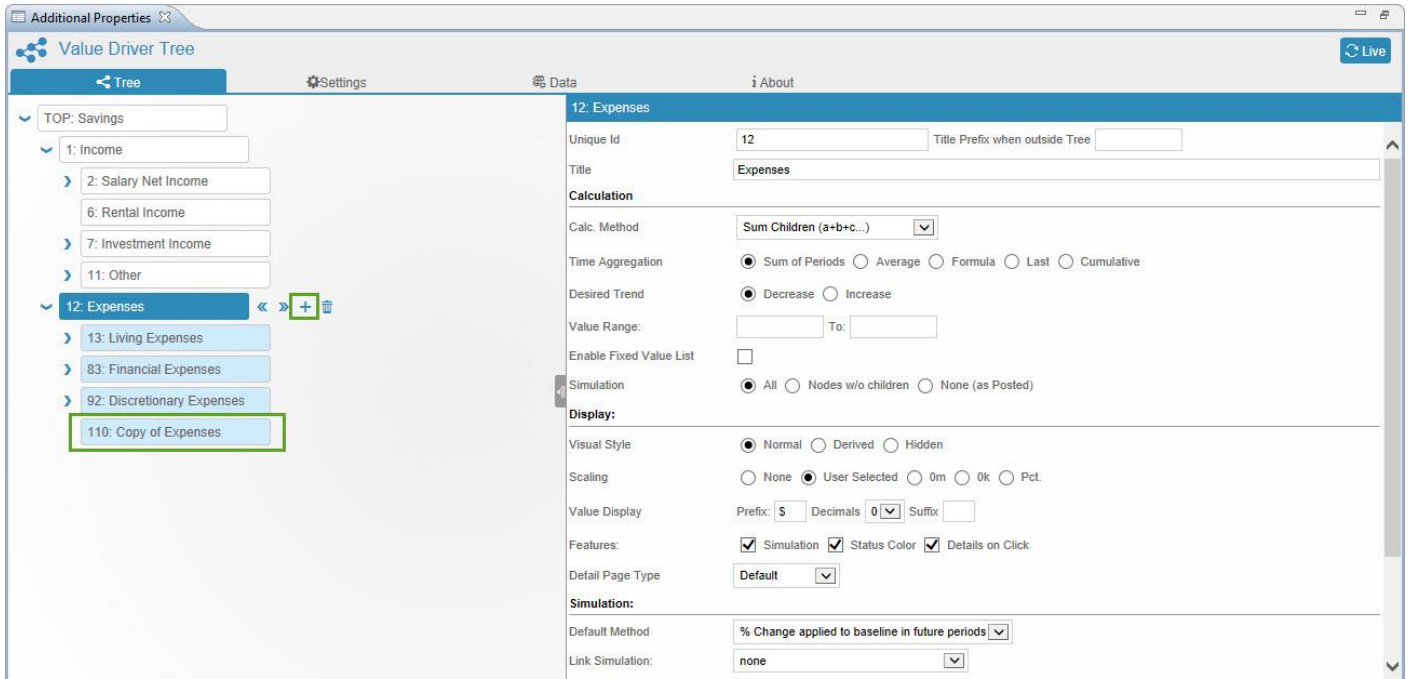 Additional Properties
Value Driver Tree
Live
Tree
Settings
Data
i About
TOP: Savings
1: Income
2: Salary Net Income
6: Rental Income
7: Investment Income
11: Other
12: Expenses
13: Living Expenses
83: Financial Expenses
92: Discretionary Expenses
110: Copy of Expenses
12: Expenses
Unique Id 12 Title Prefix when outside Tree
Title Expenses
Calculation
Calc. Method Sum Children (a+b+c...)
Time Aggregation Sum of Periods Average Formula Last Cumulative
Desired Trend Decrease Increase
Value Range: To:
Enable Fixed Value List
Simulation All Nodes w/o children None (as Posted)
Display:
Visual Style Normal Derived Hidden
Scaling None User Selected 0m 0k Pct.
Value Display Prefix: $ Decimals 0 Suffix
Features: Simulation Status Color Details on Click
Detail Page Type Default
Simulation:
Default Method % Change applied to baseline in future periods
Link Simulation: none